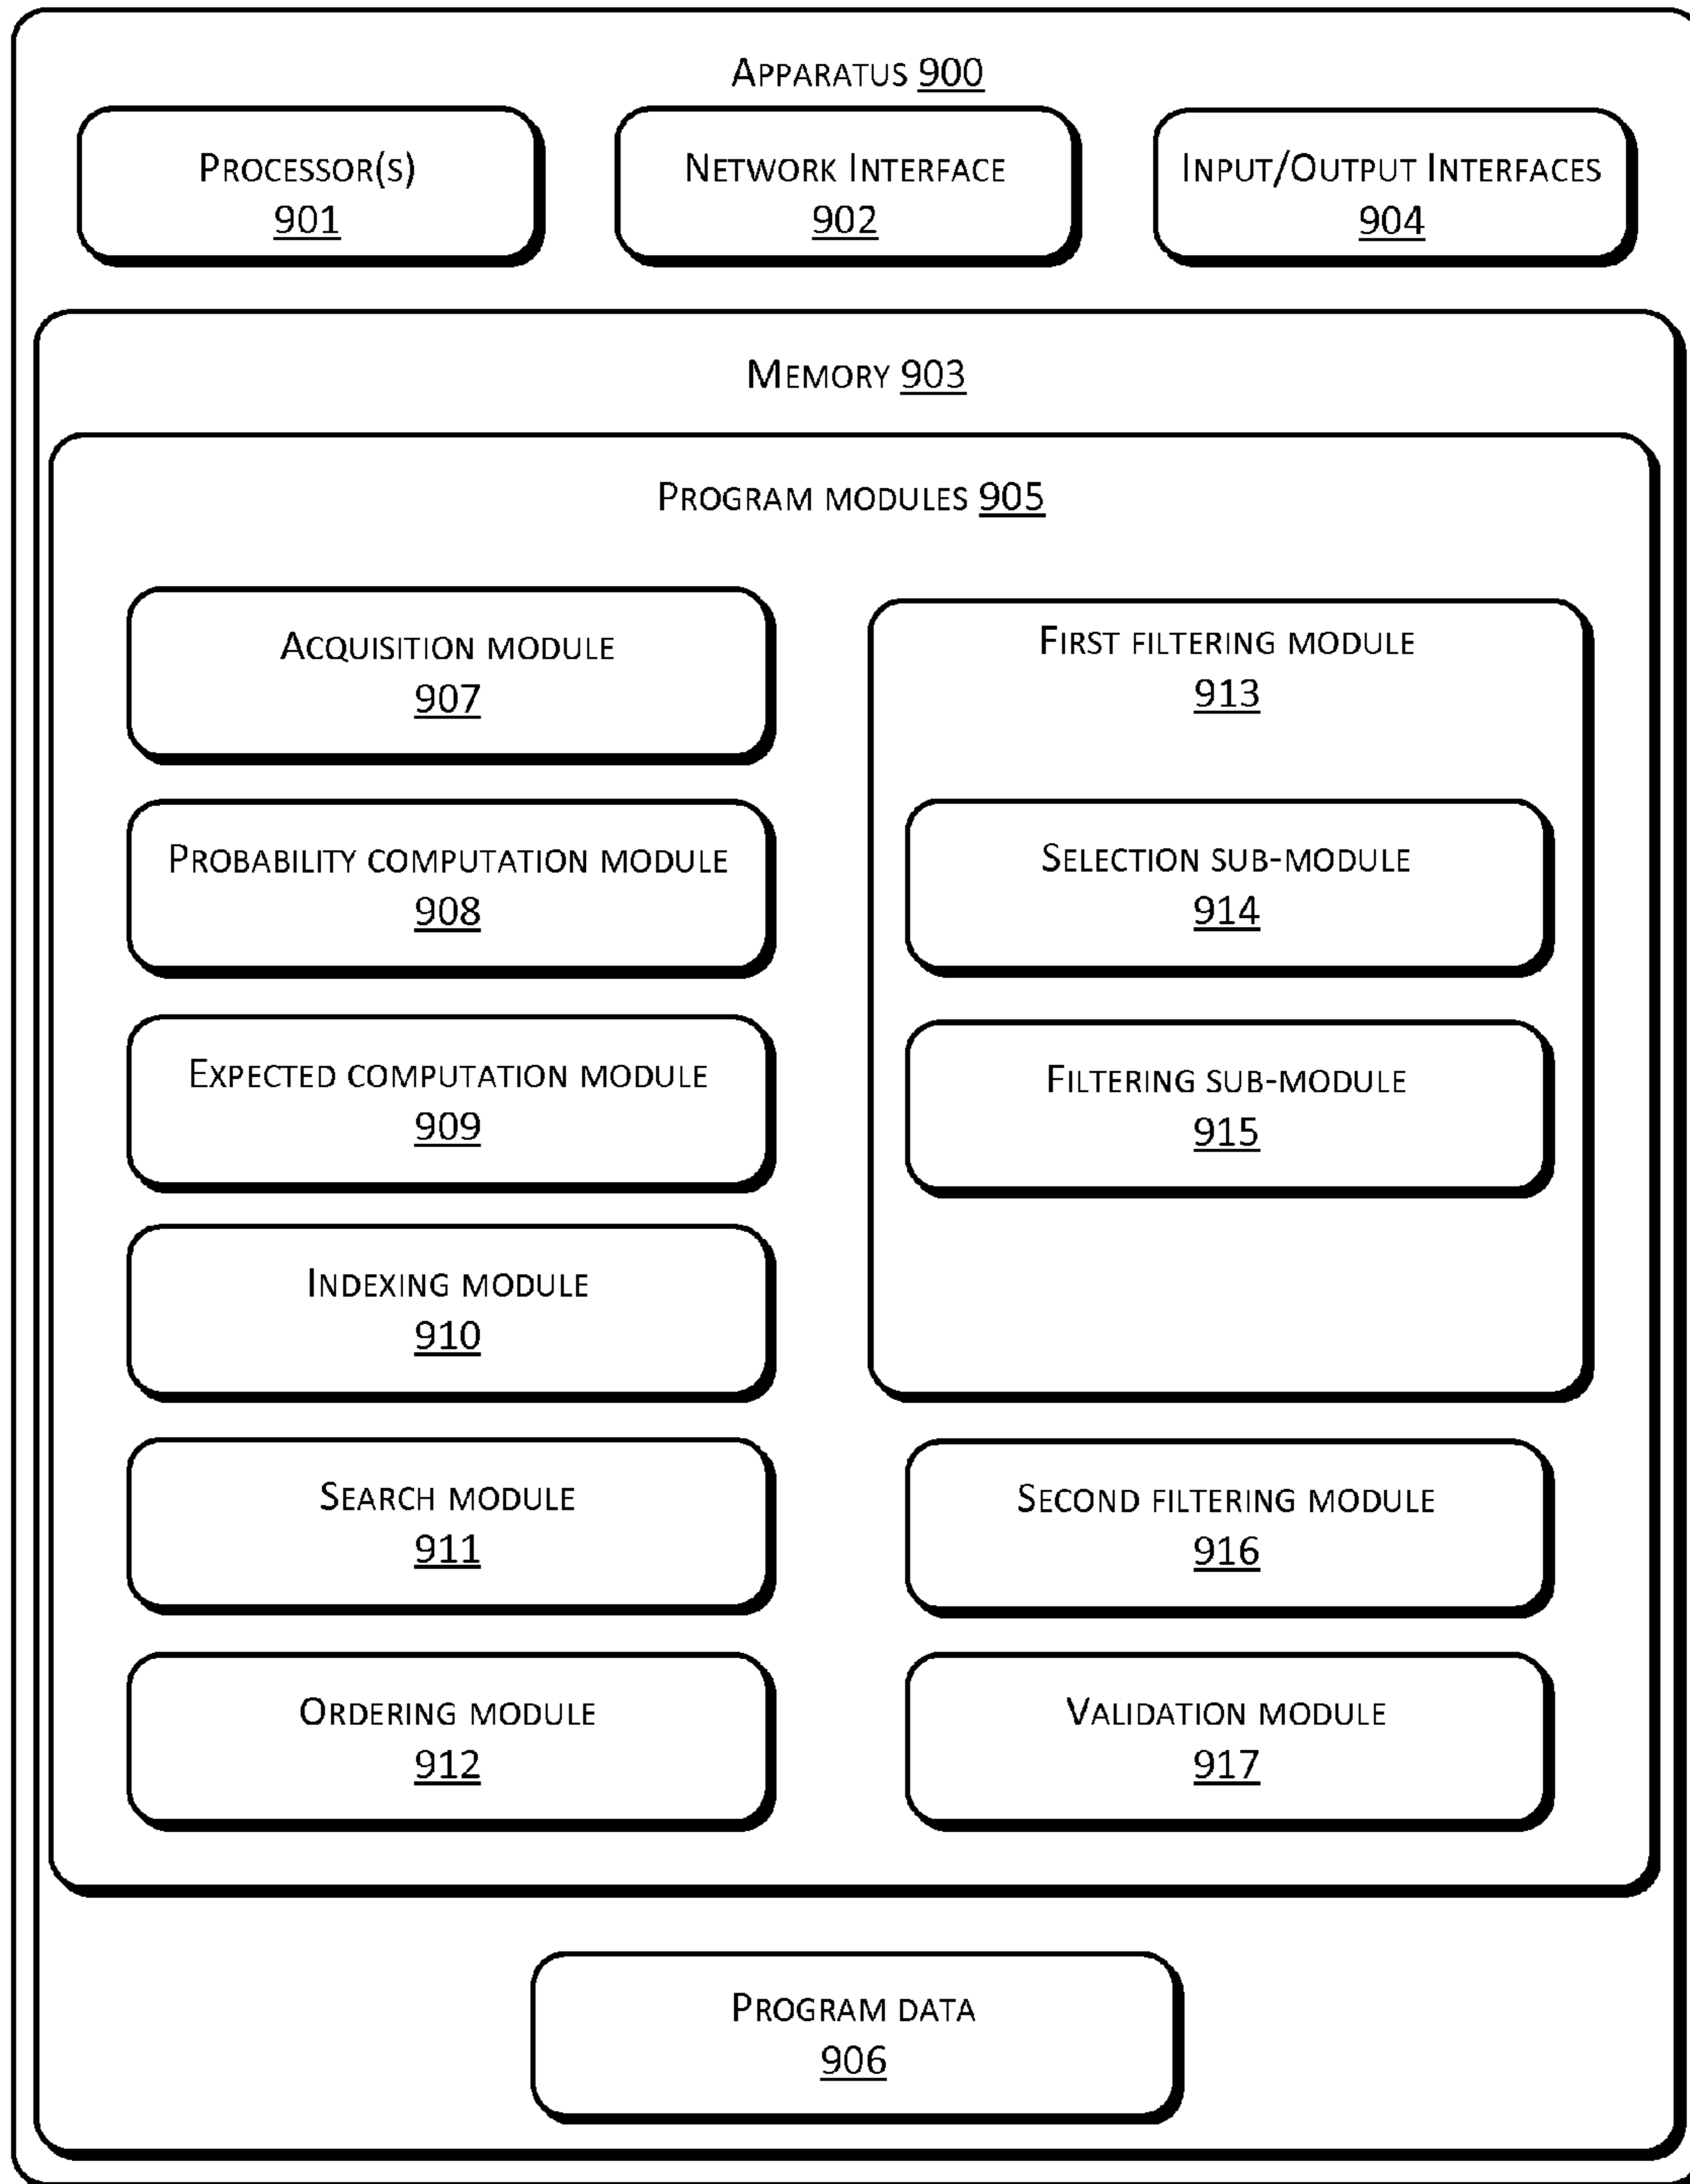 Apparatus 900
Processor(s)
901
Network Interface
902
Input/Output Interfaces
904
Memory 903
Program modules 905
Acquisition module
907
Probability computation module
908
Expected computation module
909
Indexing module
910
Search module
911
Ordering module
912
First filtering module
913
Selection sub-module
914
Filtering sub-module
915
Second filtering module
916
Validation module
917
Program data
906